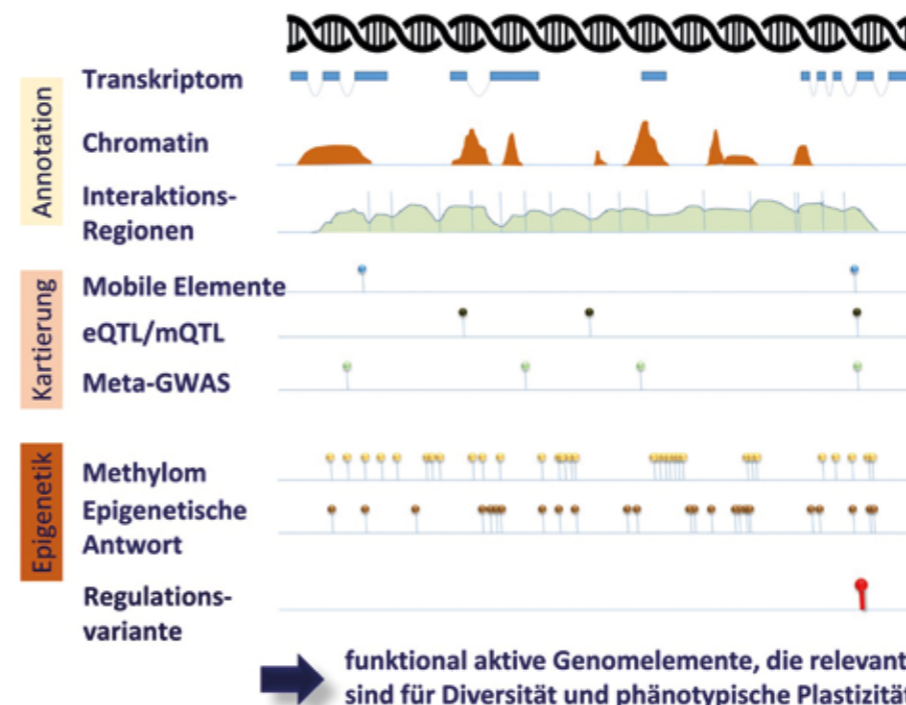 Annotation
Transkriptom
Chromatin
Interaktions-
Regionen
Kartierung
Mobile Elemente
eQTL/mQTL
Meta-GWAS
Epigenetik
Methylom
Epigenetische
Antwort
Regulations-
variante
funktional aktive Genomelemente, die relevant
sind für Diversität und phänotypische Plastizität